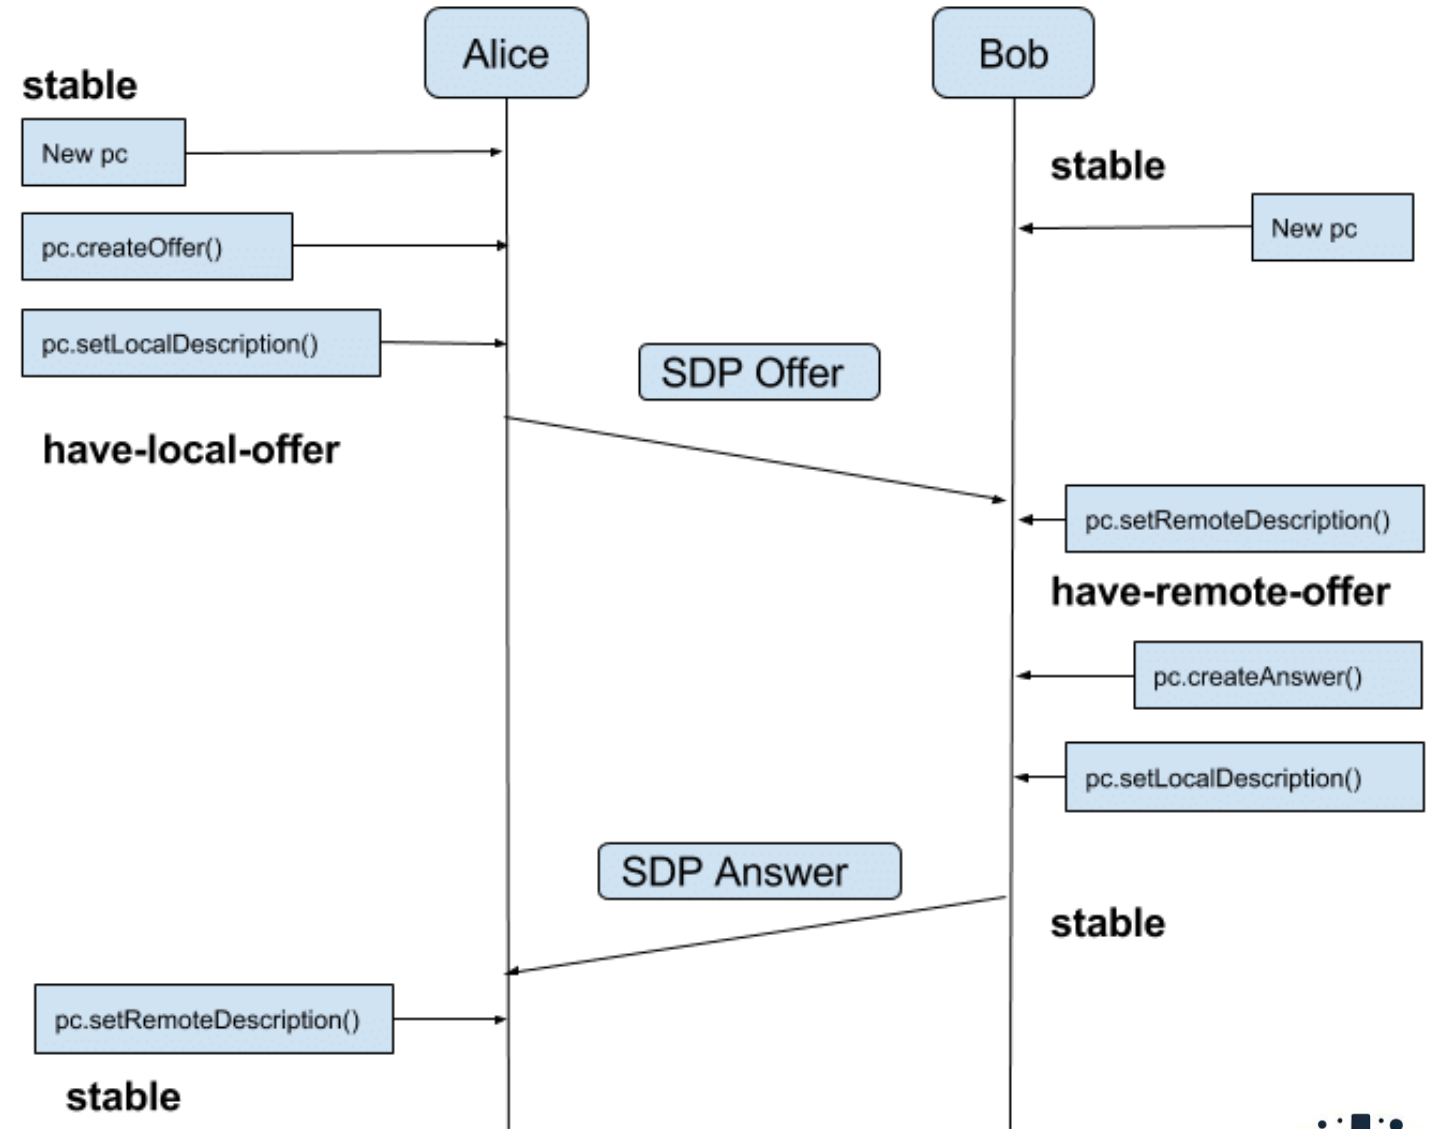 Alice
Bob
stable
New pc
stable
New pc
pc.createOffer()
pc.setLocalDescription()
SDP Offer
have-local-offer
pc.setRemoteDescription()
have-remote-offer
pc.createAnswer()
pc.setLocalDescription()
SDP Answer
stable
pc.setRemoteDescription()
stable